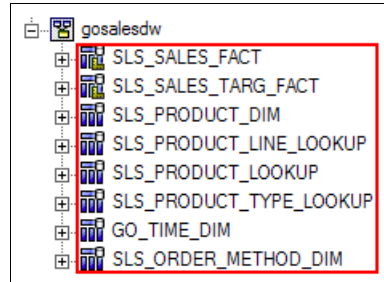 gosalesdw
SLS_SALES_FACT
SLS_SALES_TARG_FACT
SLS_PRODUCT_DIM
SLS_PRODUCT_LINE_LOOKUP
SLS_PRODUCT_LOOKUP
SLS_PRODUCT_TYPE_LOOKUP
GO_TIME_DIM
SLS_ORDER_METHOD_DIM